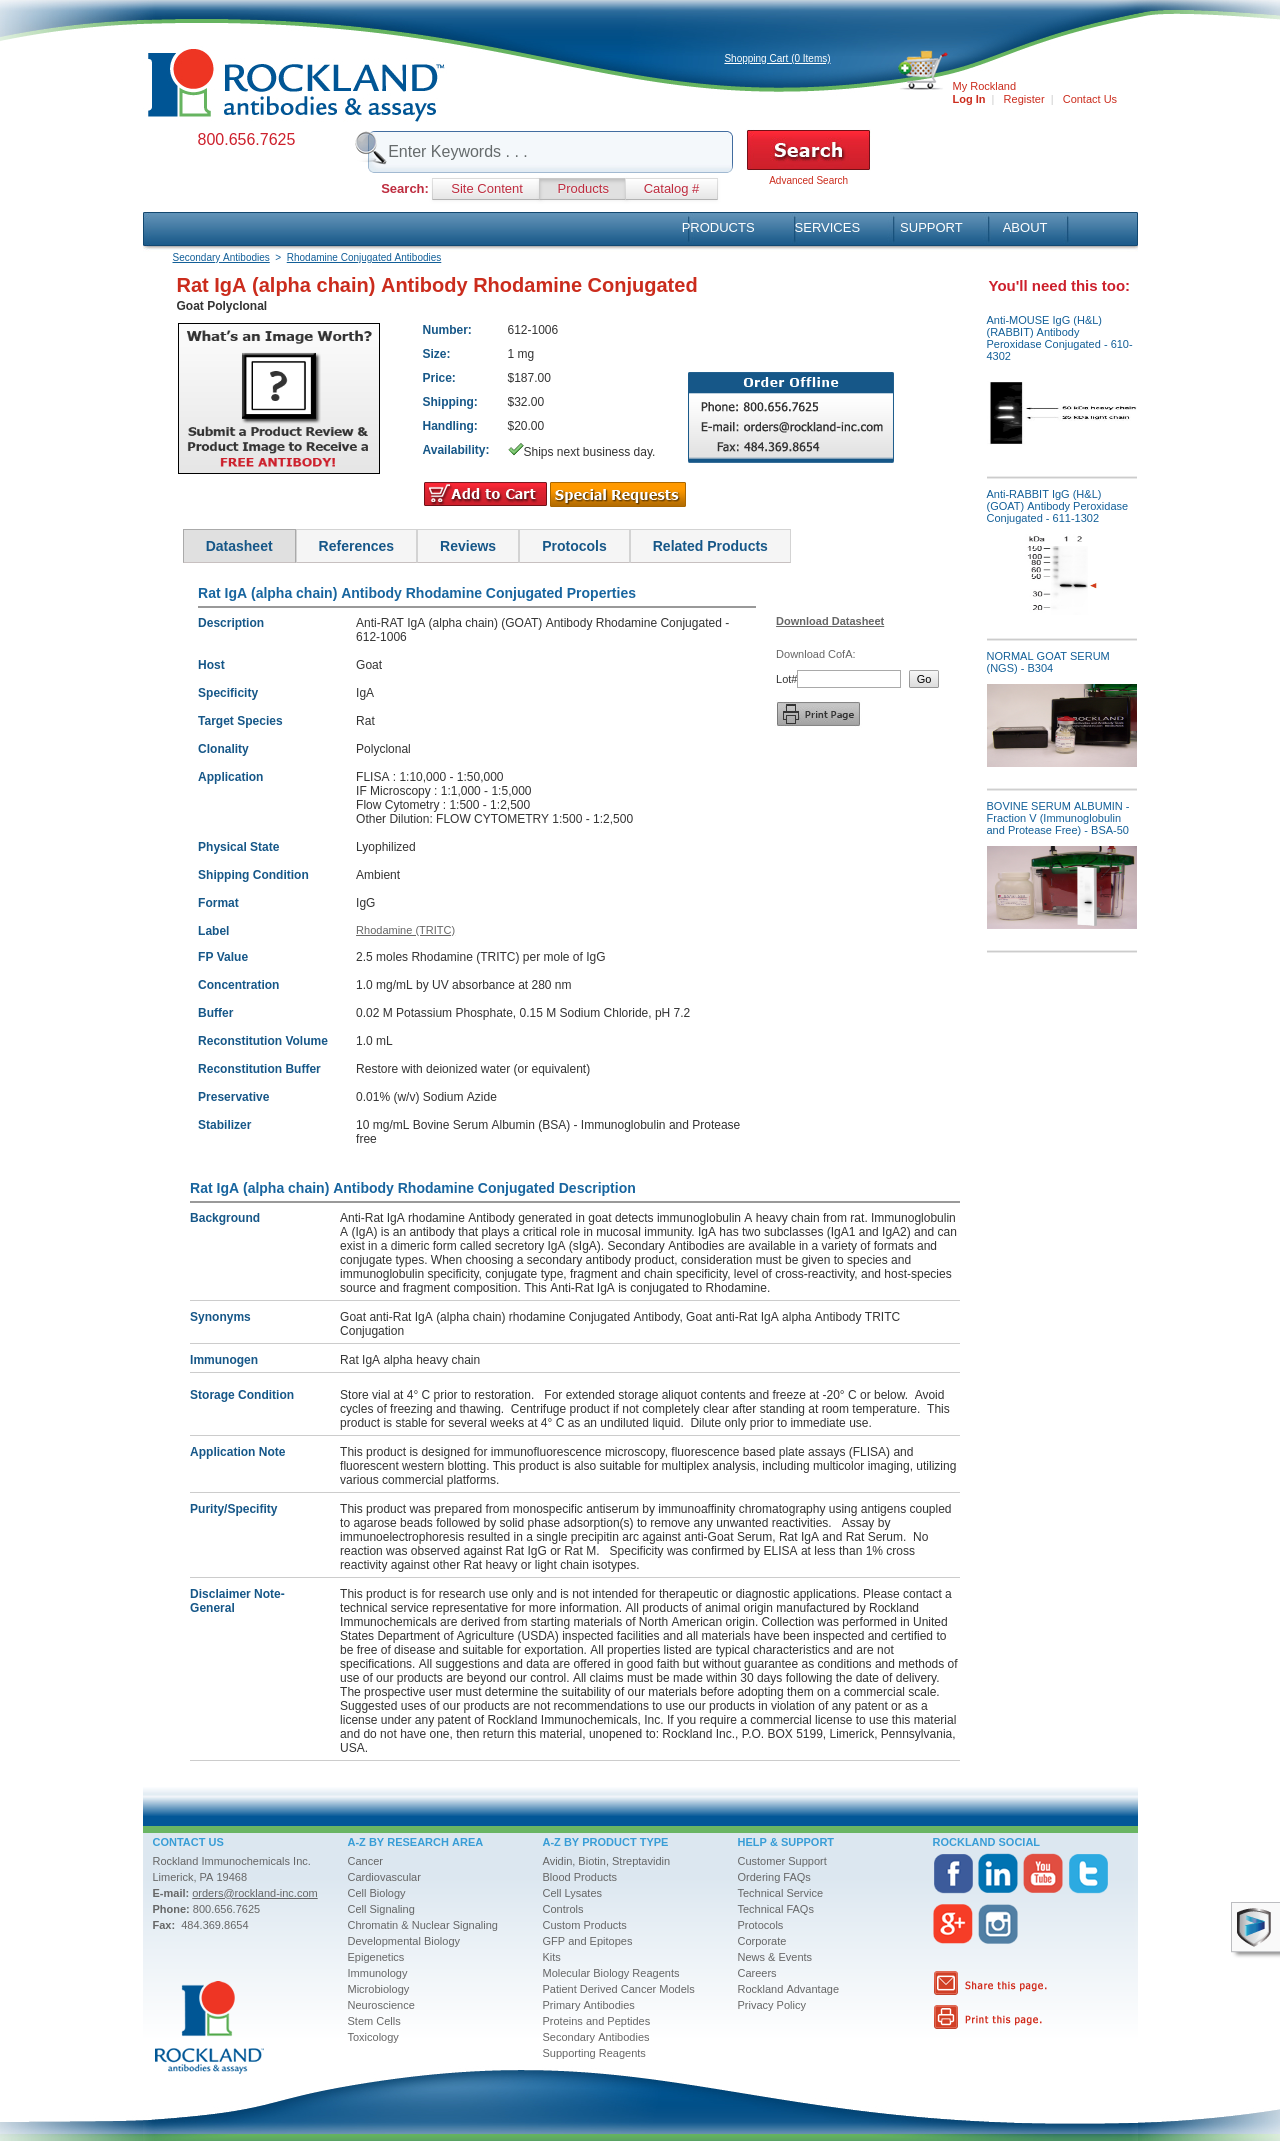 Shopping Cart (0 Items)
ROCKLAND™
antibodies & assays
My Rockland
Log In | Register | Contact Us
800.656.7625
Enter Keywords . . .
Search
Search: Site Content Products Catalog #
Advanced Search
PRODUCTS SERVICES SUPPORT ABOUT
Secondary Antibodies > Rhodamine Conjugated Antibodies
Rat IgA (alpha chain) Antibody Rhodamine Conjugated
Goat Polyclonal
What's an Image Worth?
?
Submit a Product Review &
Product Image to Receive a
FREE ANTIBODY!
Number: 612-1006
Size: 1 mg
Price: $187.00
Shipping: $32.00
Handling: $20.00
Availability: Ships next business day.
Order Offline
Phone: 800.656.7625
E-mail: orders@rockland-inc.com
Fax: 484.369.8654
Add to Cart Special Requests
Datasheet References Reviews Protocols Related Products
Rat IgA (alpha chain) Antibody Rhodamine Conjugated Properties
Description Anti-RAT IgA (alpha chain) (GOAT) Antibody Rhodamine Conjugated -
612-1006
Host Goat
Specificity IgA
Target Species Rat
Clonality Polyclonal
Application FLISA : 1:10,000 - 1:50,000
IF Microscopy : 1:1,000 - 1:5,000
Flow Cytometry : 1:500 - 1:2,500
Other Dilution: FLOW CYTOMETRY 1:500 - 1:2,500
Physical State Lyophilized
Shipping Condition Ambient
Format IgG
Label Rhodamine (TRITC)
FP Value 2.5 moles Rhodamine (TRITC) per mole of IgG
Concentration 1.0 mg/mL by UV absorbance at 280 nm
Buffer 0.02 M Potassium Phosphate, 0.15 M Sodium Chloride, pH 7.2
Reconstitution Volume 1.0 mL
Reconstitution Buffer Restore with deionized water (or equivalent)
Preservative 0.01% (w/v) Sodium Azide
Stabilizer 10 mg/mL Bovine Serum Albumin (BSA) - Immunoglobulin and Protease
free
Download Datasheet
Download CofA:
Lot# Go
Print Page
Rat IgA (alpha chain) Antibody Rhodamine Conjugated Description
Background Anti-Rat IgA rhodamine Antibody generated in goat detects immunoglobulin A heavy chain from rat. Immunoglobulin
A (IgA) is an antibody that plays a critical role in mucosal immunity. IgA has two subclasses (IgA1 and IgA2) and can
exist in a dimeric form called secretory IgA (sIgA). Secondary Antibodies are available in a variety of formats and
conjugate types. When choosing a secondary antibody product, consideration must be given to species and
immunoglobulin specificity, conjugate type, fragment and chain specificity, level of cross-reactivity, and host-species
source and fragment composition. This Anti-Rat IgA is conjugated to Rhodamine.
Synonyms Goat anti-Rat IgA (alpha chain) rhodamine Conjugated Antibody, Goat anti-Rat IgA alpha Antibody TRITC
Conjugation
Immunogen Rat IgA alpha heavy chain
Storage Condition Store vial at 4° C prior to restoration. For extended storage aliquot contents and freeze at -20° C or below. Avoid
cycles of freezing and thawing. Centrifuge product if not completely clear after standing at room temperature. This
product is stable for several weeks at 4° C as an undiluted liquid. Dilute only prior to immediate use.
Application Note This product is designed for immunofluorescence microscopy, fluorescence based plate assays (FLISA) and
fluorescent western blotting. This product is also suitable for multiplex analysis, including multicolor imaging, utilizing
various commercial platforms.
Purity/Specifity This product was prepared from monospecific antiserum by immunoaffinity chromatography using antigens coupled
to agarose beads followed by solid phase adsorption(s) to remove any unwanted reactivities. Assay by
immunoelectrophoresis resulted in a single precipitin arc against anti-Goat Serum, Rat IgA and Rat Serum. No
reaction was observed against Rat IgG or Rat M. Specificity was confirmed by ELISA at less than 1% cross
reactivity against other Rat heavy or light chain isotypes.
Disclaimer Note- This product is for research use only and is not intended for therapeutic or diagnostic applications. Please contact a
General technical service representative for more information. All products of animal origin manufactured by Rockland
Immunochemicals are derived from starting materials of North American origin. Collection was performed in United
States Department of Agriculture (USDA) inspected facilities and all materials have been inspected and certified to
be free of disease and suitable for exportation. All properties listed are typical characteristics and are not
specifications. All suggestions and data are offered in good faith but without guarantee as conditions and methods of
use of our products are beyond our control. All claims must be made within 30 days following the date of delivery.
The prospective user must determine the suitability of our materials before adopting them on a commercial scale.
Suggested uses of our products are not recommendations to use our products in violation of any patent or as a
license under any patent of Rockland Immunochemicals, Inc. If you require a commercial license to use this material
and do not have one, then return this material, unopened to: Rockland Inc., P.O. BOX 5199, Limerick, Pennsylvania,
USA.
You'll need this too:
Anti-MOUSE IgG (H&L)
(RABBIT) Antibody
Peroxidase Conjugated - 610-
4302
50 kDa heavy chain
25 kDa light chain
Anti-RABBIT IgG (H&L)
(GOAT) Antibody Peroxidase
Conjugated - 611-1302
kDa 1 2
150
100
80
60
50
30
20
NORMAL GOAT SERUM
(NGS) - B304
ROCKLAND
BOVINE SERUM ALBUMIN -
Fraction V (Immunoglobulin
and Protease Free) - BSA-50
CONTACT US
Rockland Immunochemicals Inc.
Limerick, PA 19468
E-mail: orders@rockland-inc.com
Phone: 800.656.7625
Fax: 484.369.8654
ROCKLAND™
antibodies & assays
A-Z BY RESEARCH AREA
Cancer
Cardiovascular
Cell Biology
Cell Signaling
Chromatin & Nuclear Signaling
Developmental Biology
Epigenetics
Immunology
Microbiology
Neuroscience
Stem Cells
Toxicology
A-Z BY PRODUCT TYPE
Avidin, Biotin, Streptavidin
Blood Products
Cell Lysates
Controls
Custom Products
GFP and Epitopes
Kits
Molecular Biology Reagents
Patient Derived Cancer Models
Primary Antibodies
Proteins and Peptides
Secondary Antibodies
Supporting Reagents
HELP & SUPPORT
Customer Support
Ordering FAQs
Technical Service
Technical FAQs
Protocols
Corporate
News & Events
Careers
Rockland Advantage
Privacy Policy
ROCKLAND SOCIAL
f in You Tube t
g+
Share this page.
Print this page.